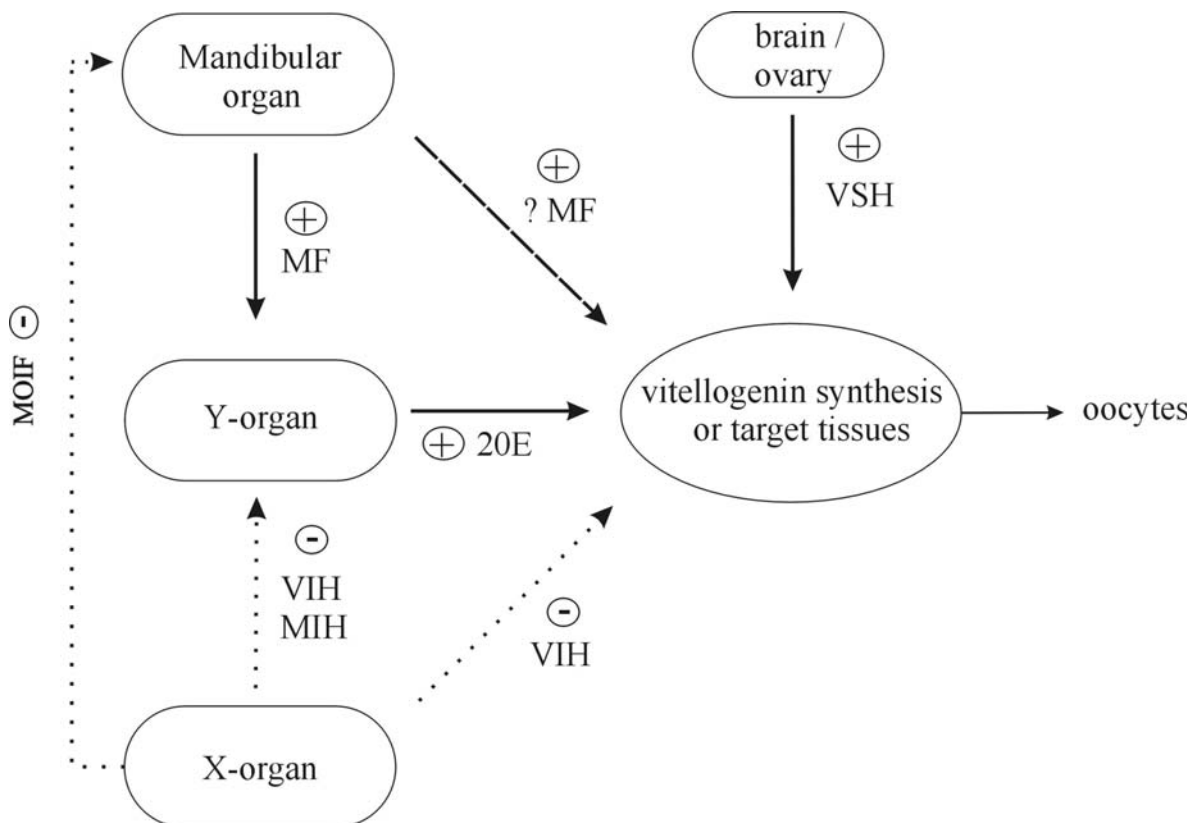 Mandibular
organ
brain /
ovary
+
MF
+
? MF
+
VSH
MOIF -
Y-organ
+ 20E
vitellogenin synthesis
or target tissues
oocytes
-
VIH
MIH
-
VIH
X-organ